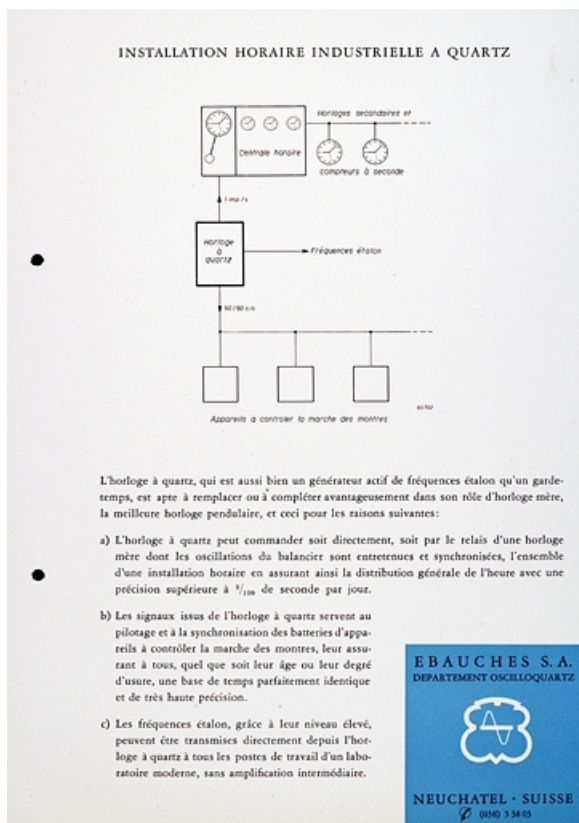 INSTALLATION HORAIRE INDUSTRIELLE A QUARTZ
Horloges secondaires et
Centrale horaire
compteurs à seconde
1 imp/s
Horloge
à
quartz
Fréquences étalon
50/60 c/s
Appareils à contrôler la marche des montres
L'horloge à quartz, qui est aussi bien un générateur actif de fréquences étalon qu'un garde-
temps, est apte à remplacer ou à compléter avantageusement dans son rôle d'horloge mère,
la meilleure horloge pendulaire, et ceci pour les raisons suivantes:
a) L'horloge à quartz peut commander soit directement, soit par le relais d'une horloge
mère dont les oscillations du balancier sont entretenues et synchronisées, l'ensemble
d'une installation horaire en assurant ainsi la distribution générale de l'heure avec une
précision supérieure à /100 de seconde par jour.
b) Les signaux issus de l'horloge à quartz servent au
pilotage et à la synchronisation des batteries d'appa-
reils à contrôler la marche des montres, leur assu-
rant à tous, quel que soit leur âge ou leur degré
d'usure, une base de temps parfaitement identique
et de très haute précision.
c) Les fréquences étalon, grâce à leur niveau élevé,
peuvent être transmises directement depuis l'hor-
loge à quartz à tous les postes de travail d'un labo-
ratoire moderne, sans amplification intermédiaire.
EBAUCHES S.A.
DEPARTEMENT OSCILLOQUARTZ
NEUCHATEL - SUISSE
(038) 5 38 03